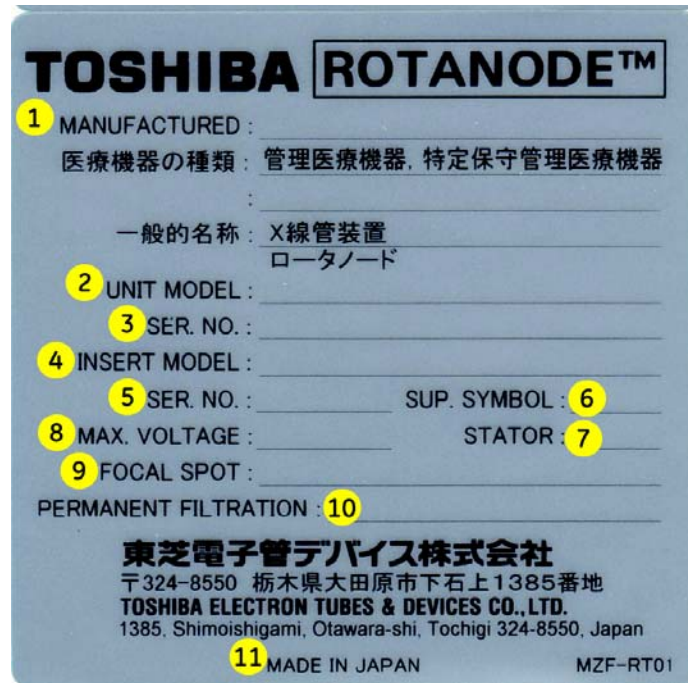 TOSHIBA ROTANODE™
1 MANUFACTURED :
医療機器の種類 : 管理医療機器, 特定保守管理医療機器
:
一般的名称 : X線管装置
ロータノード
2 UNIT MODEL :
3 SER. NO. :
4 INSERT MODEL :
5 SER. NO. : SUP. SYMBOL : 6
8 MAX. VOLTAGE : STATOR : 7
9 FOCAL SPOT :
PERMANENT FILTRATION : 10
東芝電子管デバイス株式会社
〒324-8550 栃木県大田原市下石上1385番地
TOSHIBA ELECTRON TUBES & DEVICES CO., LTD.
1385, Shimoishigami, Otawara-shi, Tochigi 324-8550, Japan
11 MADE IN JAPAN MZF-RT01